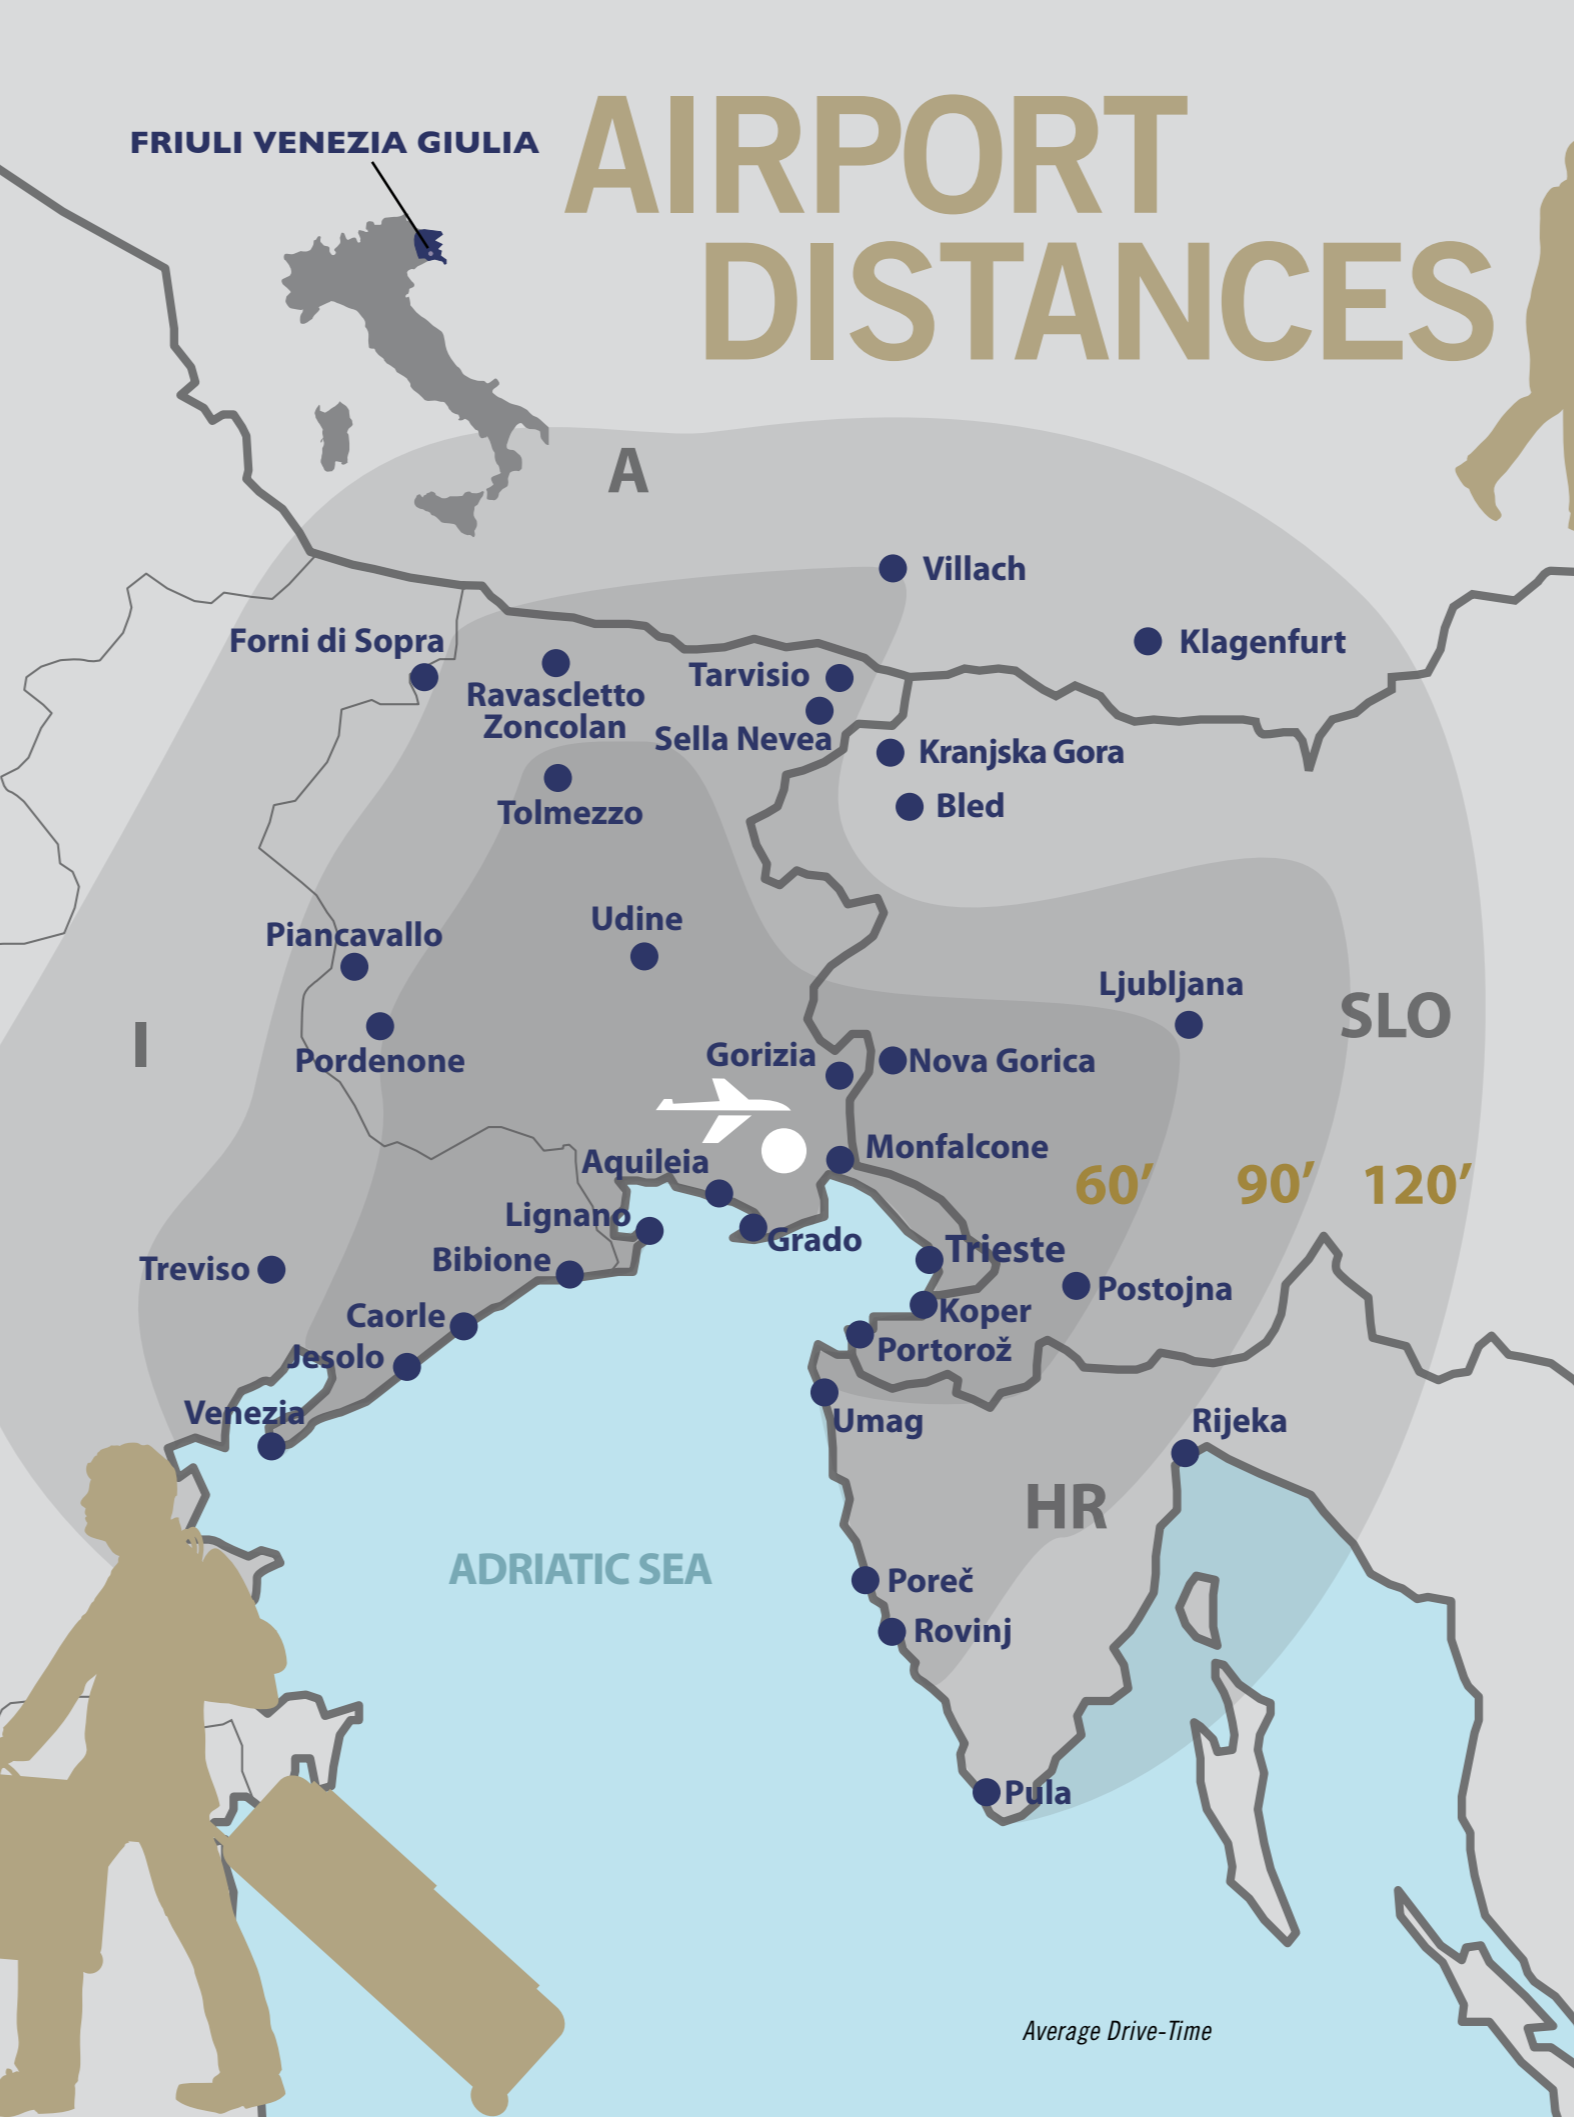 FRIULI VENEZIA GIULIA
AIRPORT
DISTANCES
A
Villach
Klagenfurt
Forni di Sopra
Ravascletto
Zoncolan
Tarvisio
Sella Nevea
Kranjska Gora
Bled
Tolmezzo
Udine
Piancavallo
Ljubljana
SLO
I
Pordenone
Gorizia
Nova Gorica
Monfalcone
Aquileia
60’
90’
120’
Lignano
Grado
Trieste
Bibione
Treviso
Postojna
Koper
Caorle
Portorož
Jesolo
Venezia
Umag
Rijeka
HR
ADRIATIC SEA
Poreč
Rovinj
Pula
Average Drive-Time